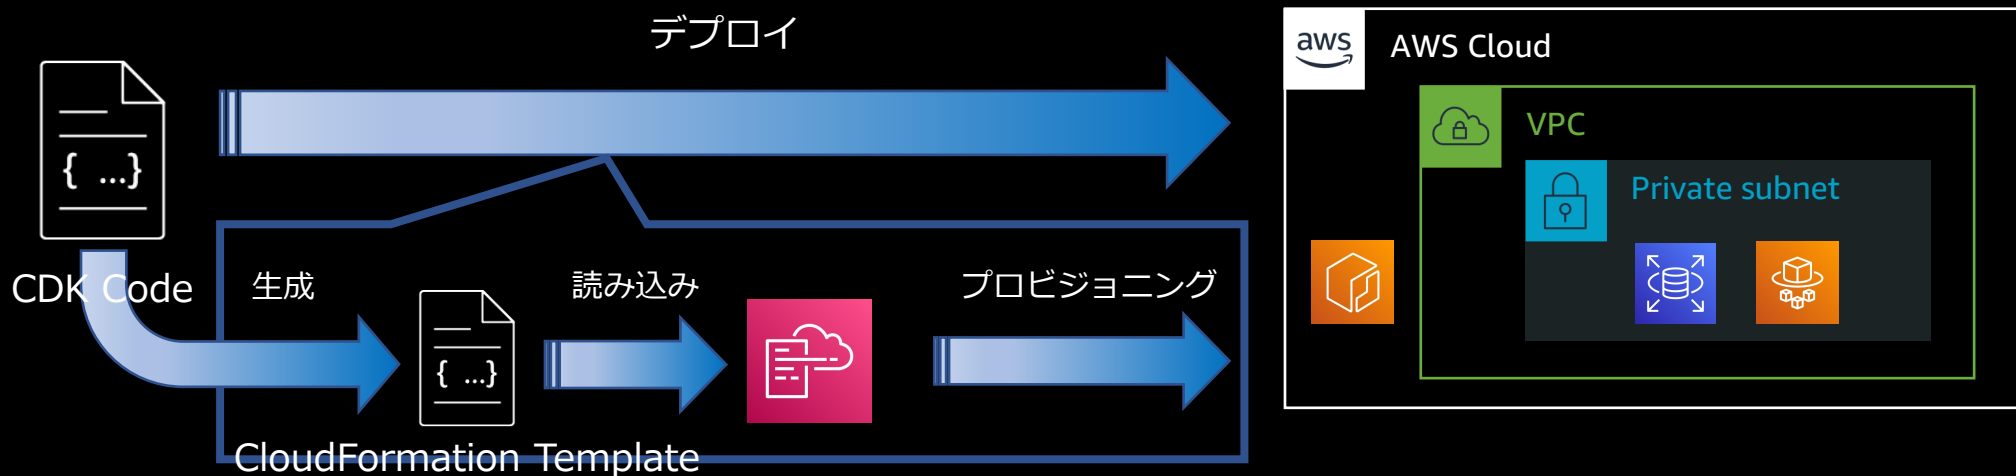 デプロイ
{ ...}
CDK Code
生成
読み込み
プロビジョニング
{ ...}
CloudFormation Template
aws
AWS Cloud
VPC
Private subnet